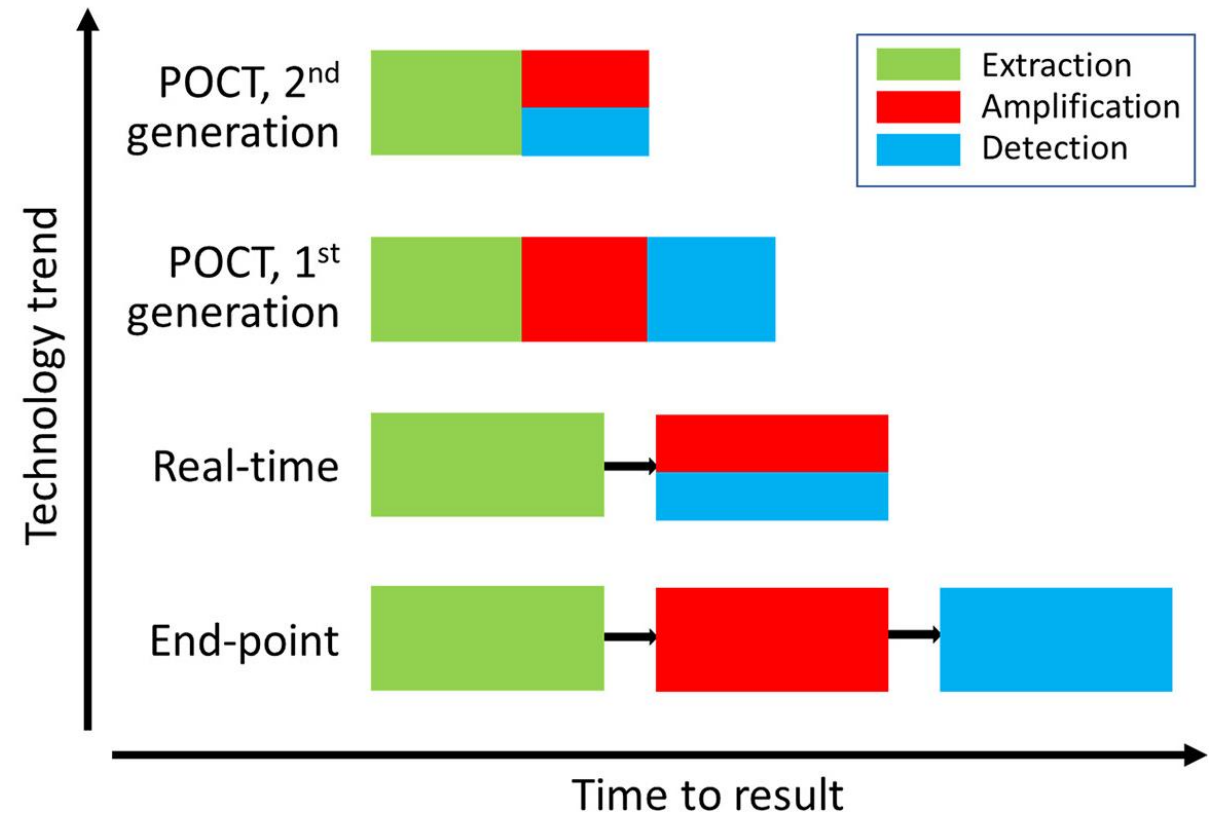 POCT, 2nd
generation
POCT, 1st
generation
Real-time
End-point
Technology trend
Time to result
Extraction
Amplification
Detection